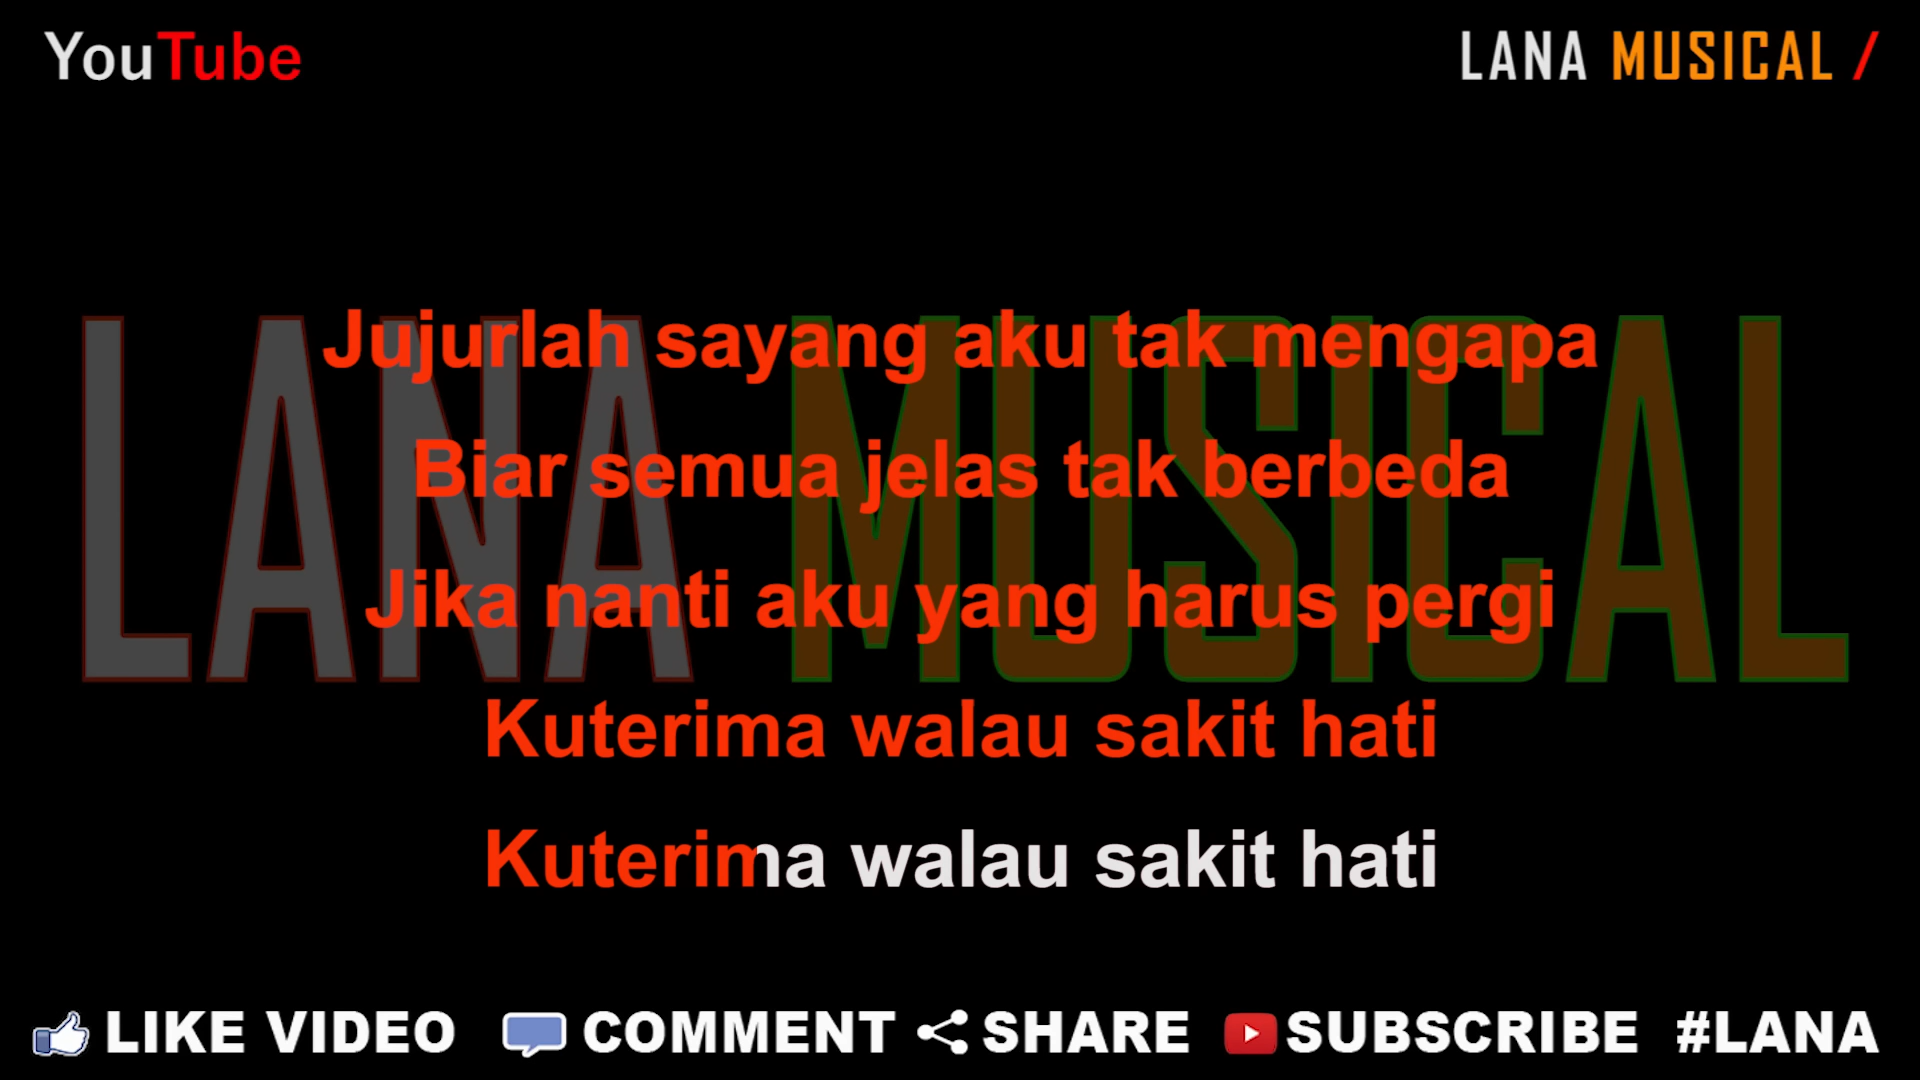 YouTube
LANA MUSICAL /
LANA MUSICAL
Jujurlah sayang aku tak mengapa
Biar semua jelas tak berbeda
Jika nanti aku yang harus pergi
Kuterima walau sakit hati
Kuterima walau sakit hati
LIKE VIDEO COMMENT SHARE SUBSCRIBE #LANA